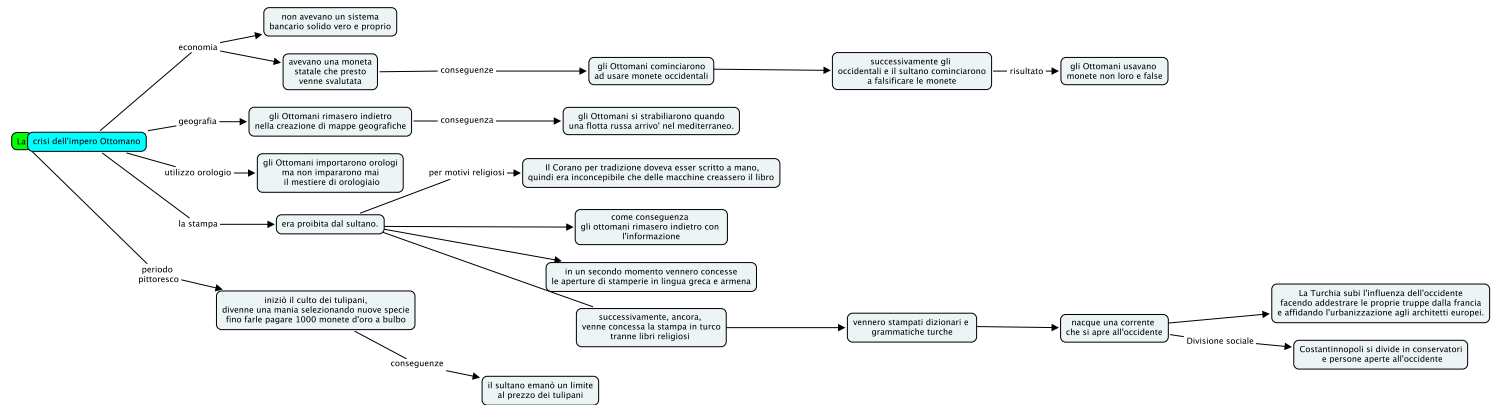 La
crisi dell'impero Ottomano
economia
non avevano un sistema
bancario solido vero e proprio
avevano una moneta
statale che presto
venne svalutata
conseguenze
gli Ottomani cominciarono
ad usare monete occidentali
successivamente gli
occidentali e il sultano cominciarono
a falsificare le monete
risultato
gli Ottomani usavano
monete non loro e false
geografia
gli Ottomani rimasero indietro
nella creazione di mappe geografiche
conseguenza
gli Ottomani si strabiliarono quando
una flotta russa arrivo' nel mediterraneo.
utilizzo orologio
gli Ottomani importarono orologi
ma non impararono mai
il mestiere di orologiaio
la stampa
era proibita dal sultano.
per motivi religiosi
Il Corano per tradizione doveva esser scritto a mano,
quindi era inconcepibile che delle macchine creassero il libro
come conseguenza
gli ottomani rimasero indietro con
l'informazione
in un secondo momento vennero concesse
le aperture di stamperie in lingua greca e armena
successivamente, ancora,
venne concessa la stampa in turco
tranne libri religiosi
vennero stampati dizionari e
grammatiche turche
nacque una corrente
che si apre all'occidente
La Turchia subi l'influenza dell'occidente
facendo addestrare le proprie truppe dalla francia
e affidando l'urbanizzazione agli architetti europei.
Divisione sociale
Costantinnopoli si divide in conservatori
e persone aperte all'occidente
periodo
pittoresco
iniziò il culto dei tulipani,
divenne una mania selezionando nuove specie
fino farle pagare 1000 monete d'oro a bulbo
conseguenze
il sultano emanò un limite
al prezzo dei tulipani